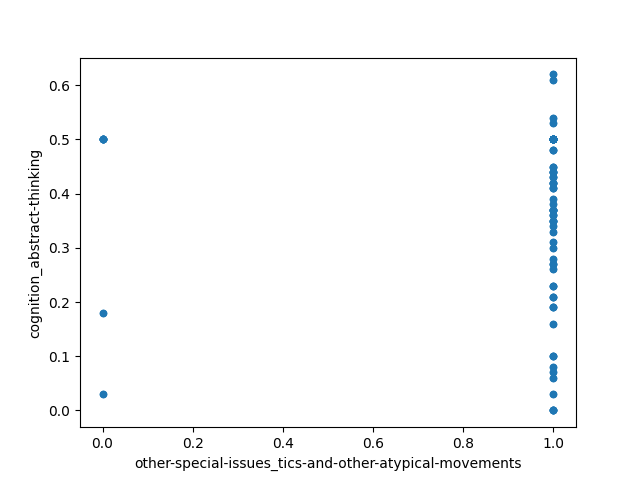 0.6
0.5
0.4
0.3
0.2
0.1
0.0
cognition_abstract-thinking
0.0 0.2 0.4 0.6 0.8 1.0
other-special-issues_tics-and-other-atypical-movements